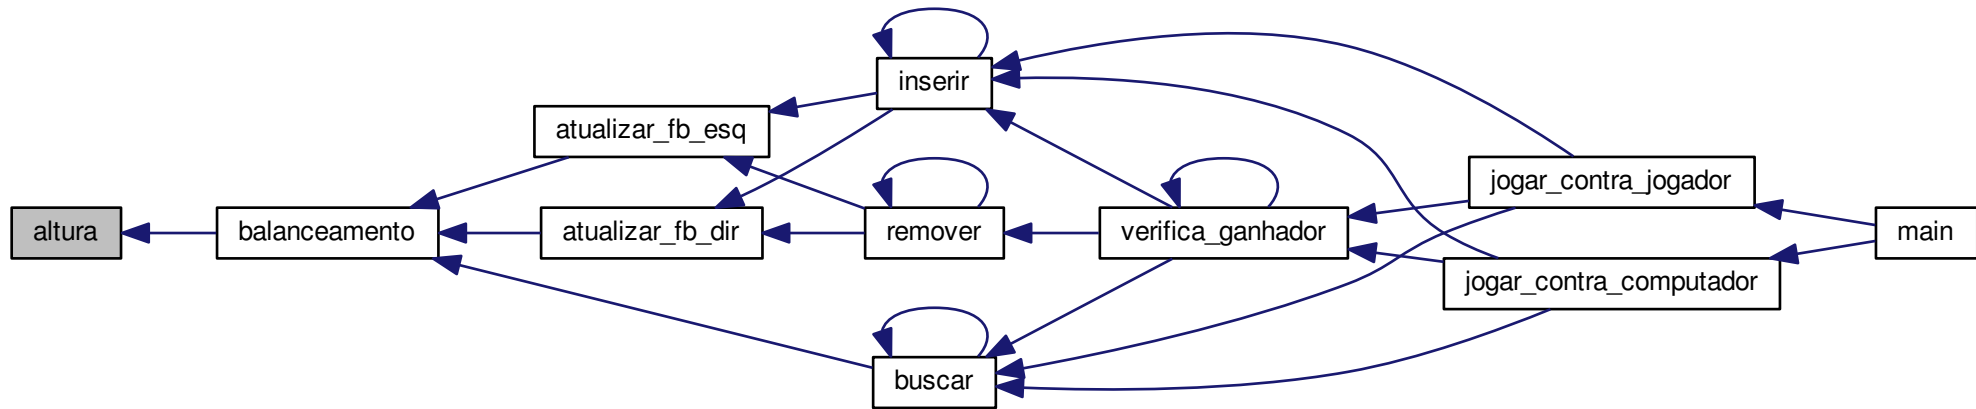 altura
balanceamento
atualizar_fb_esq
atualizar_fb_dir
inserir
remover
buscar
verifica_ganhador
jogar_contra_jogador
jogar_contra_computador
main